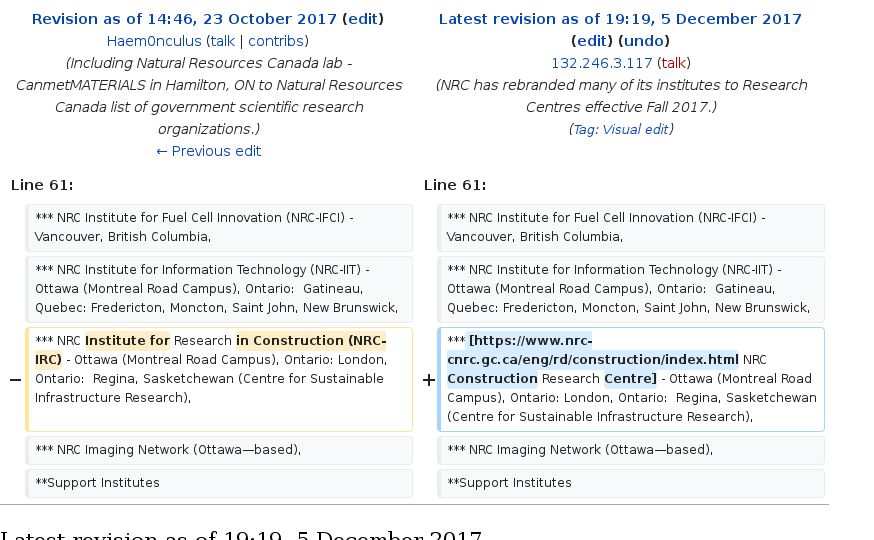 Revision as of 14:46, 23 October 2017 (edit)
Haem0nculus (talk | contribs)
(Including Natural Resources Canada lab -
CanmetMATERIALS in Hamilton, ON to Natural Resources
Canada list of government scientific research
organizations.)
← Previous edit
Latest revision as of 19:19, 5 December 2017
(edit) (undo)
132.246.3.117 (talk)
(NRC has rebranded many of its institutes to Research
Centres effective Fall 2017.)
(Tag: Visual edit)
Line 61:
Line 61:
*** NRC Institute for Fuel Cell Innovation (NRC-IFCI) -
Vancouver, British Columbia,
*** NRC Institute for Fuel Cell Innovation (NRC-IFCI) -
Vancouver, British Columbia,
*** NRC Institute for Information Technology (NRC-IIT) -
Ottawa (Montreal Road Campus), Ontario:  Gatineau,
Quebec: Fredericton, Moncton, Saint John, New Brunswick,
*** NRC Institute for Information Technology (NRC-IIT) -
Ottawa (Montreal Road Campus), Ontario:  Gatineau,
Quebec: Fredericton, Moncton, Saint John, New Brunswick,
−
*** NRC Institute for Research in Construction (NRC-
IRC) - Ottawa (Montreal Road Campus), Ontario: London,
Ontario:  Regina, Sasketchewan (Centre for Sustainable
Infrastructure Research),
+
*** [https://www.nrc-
cnrc.gc.ca/eng/rd/construction/index.html NRC
Construction Research Centre] - Ottawa (Montreal Road
Campus), Ontario: London, Ontario:  Regina, Sasketchewan
(Centre for Sustainable Infrastructure Research),
*** NRC Imaging Network (Ottawa—based),
*** NRC Imaging Network (Ottawa—based),
**Support Institutes
**Support Institutes
Latest revision as of 19:19, 5 December 2017